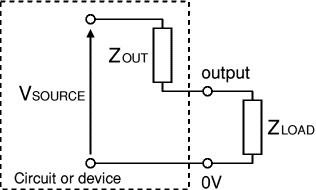 ZOUT
output
VSOURCE
ZLOAD
Circuit or device
0V